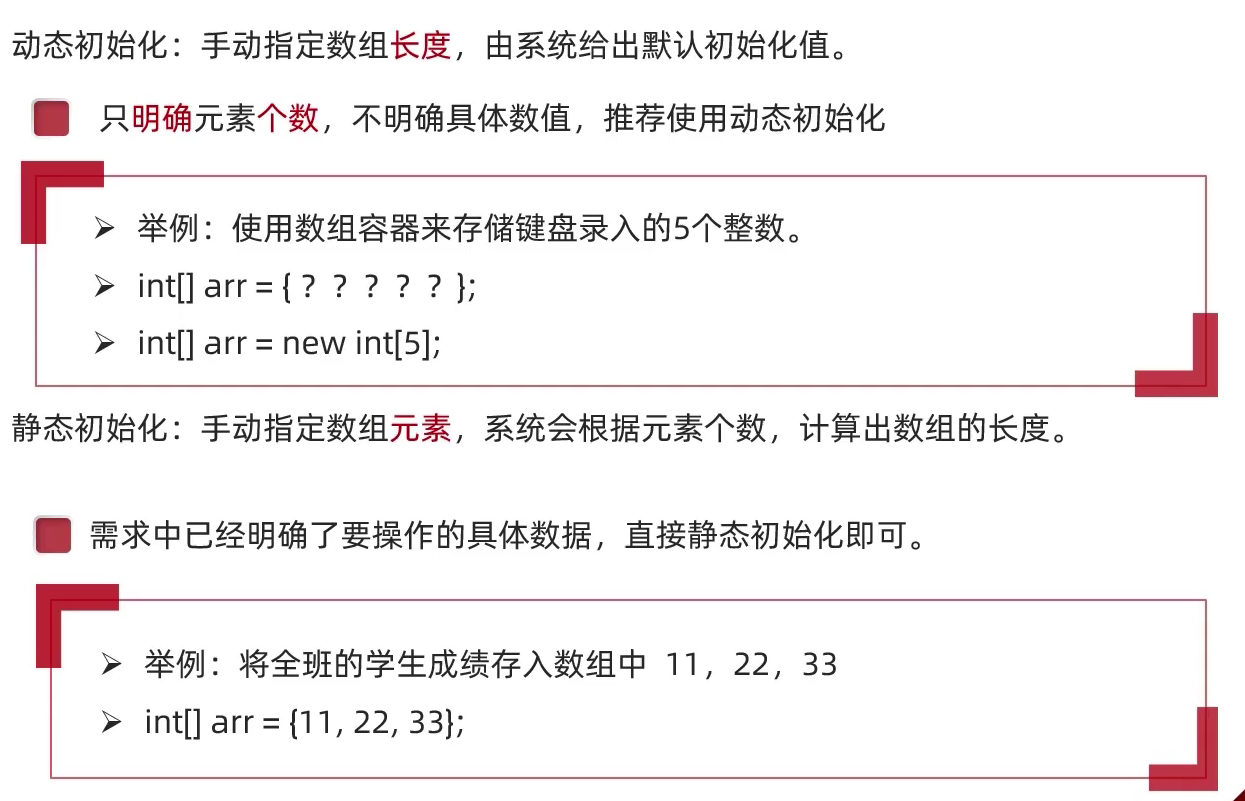 动态初始化：手动指定数组长度，由系统给出默认初始化值。
只明确元素个数，不明确具体数值，推荐使用动态初始化
举例：使用数组容器来存储键盘录入的5个整数。
int[] arr = {？？？？？};
int[] arr = new int[5];
静态初始化：手动指定数组元素，系统会根据元素个数，计算出数组的长度。
需求中已经明确了要操作的具体数据，直接静态初始化即可。
举例：将全班的学生成绩存入数组中 11，22，33
int[] arr = {11, 22, 33};